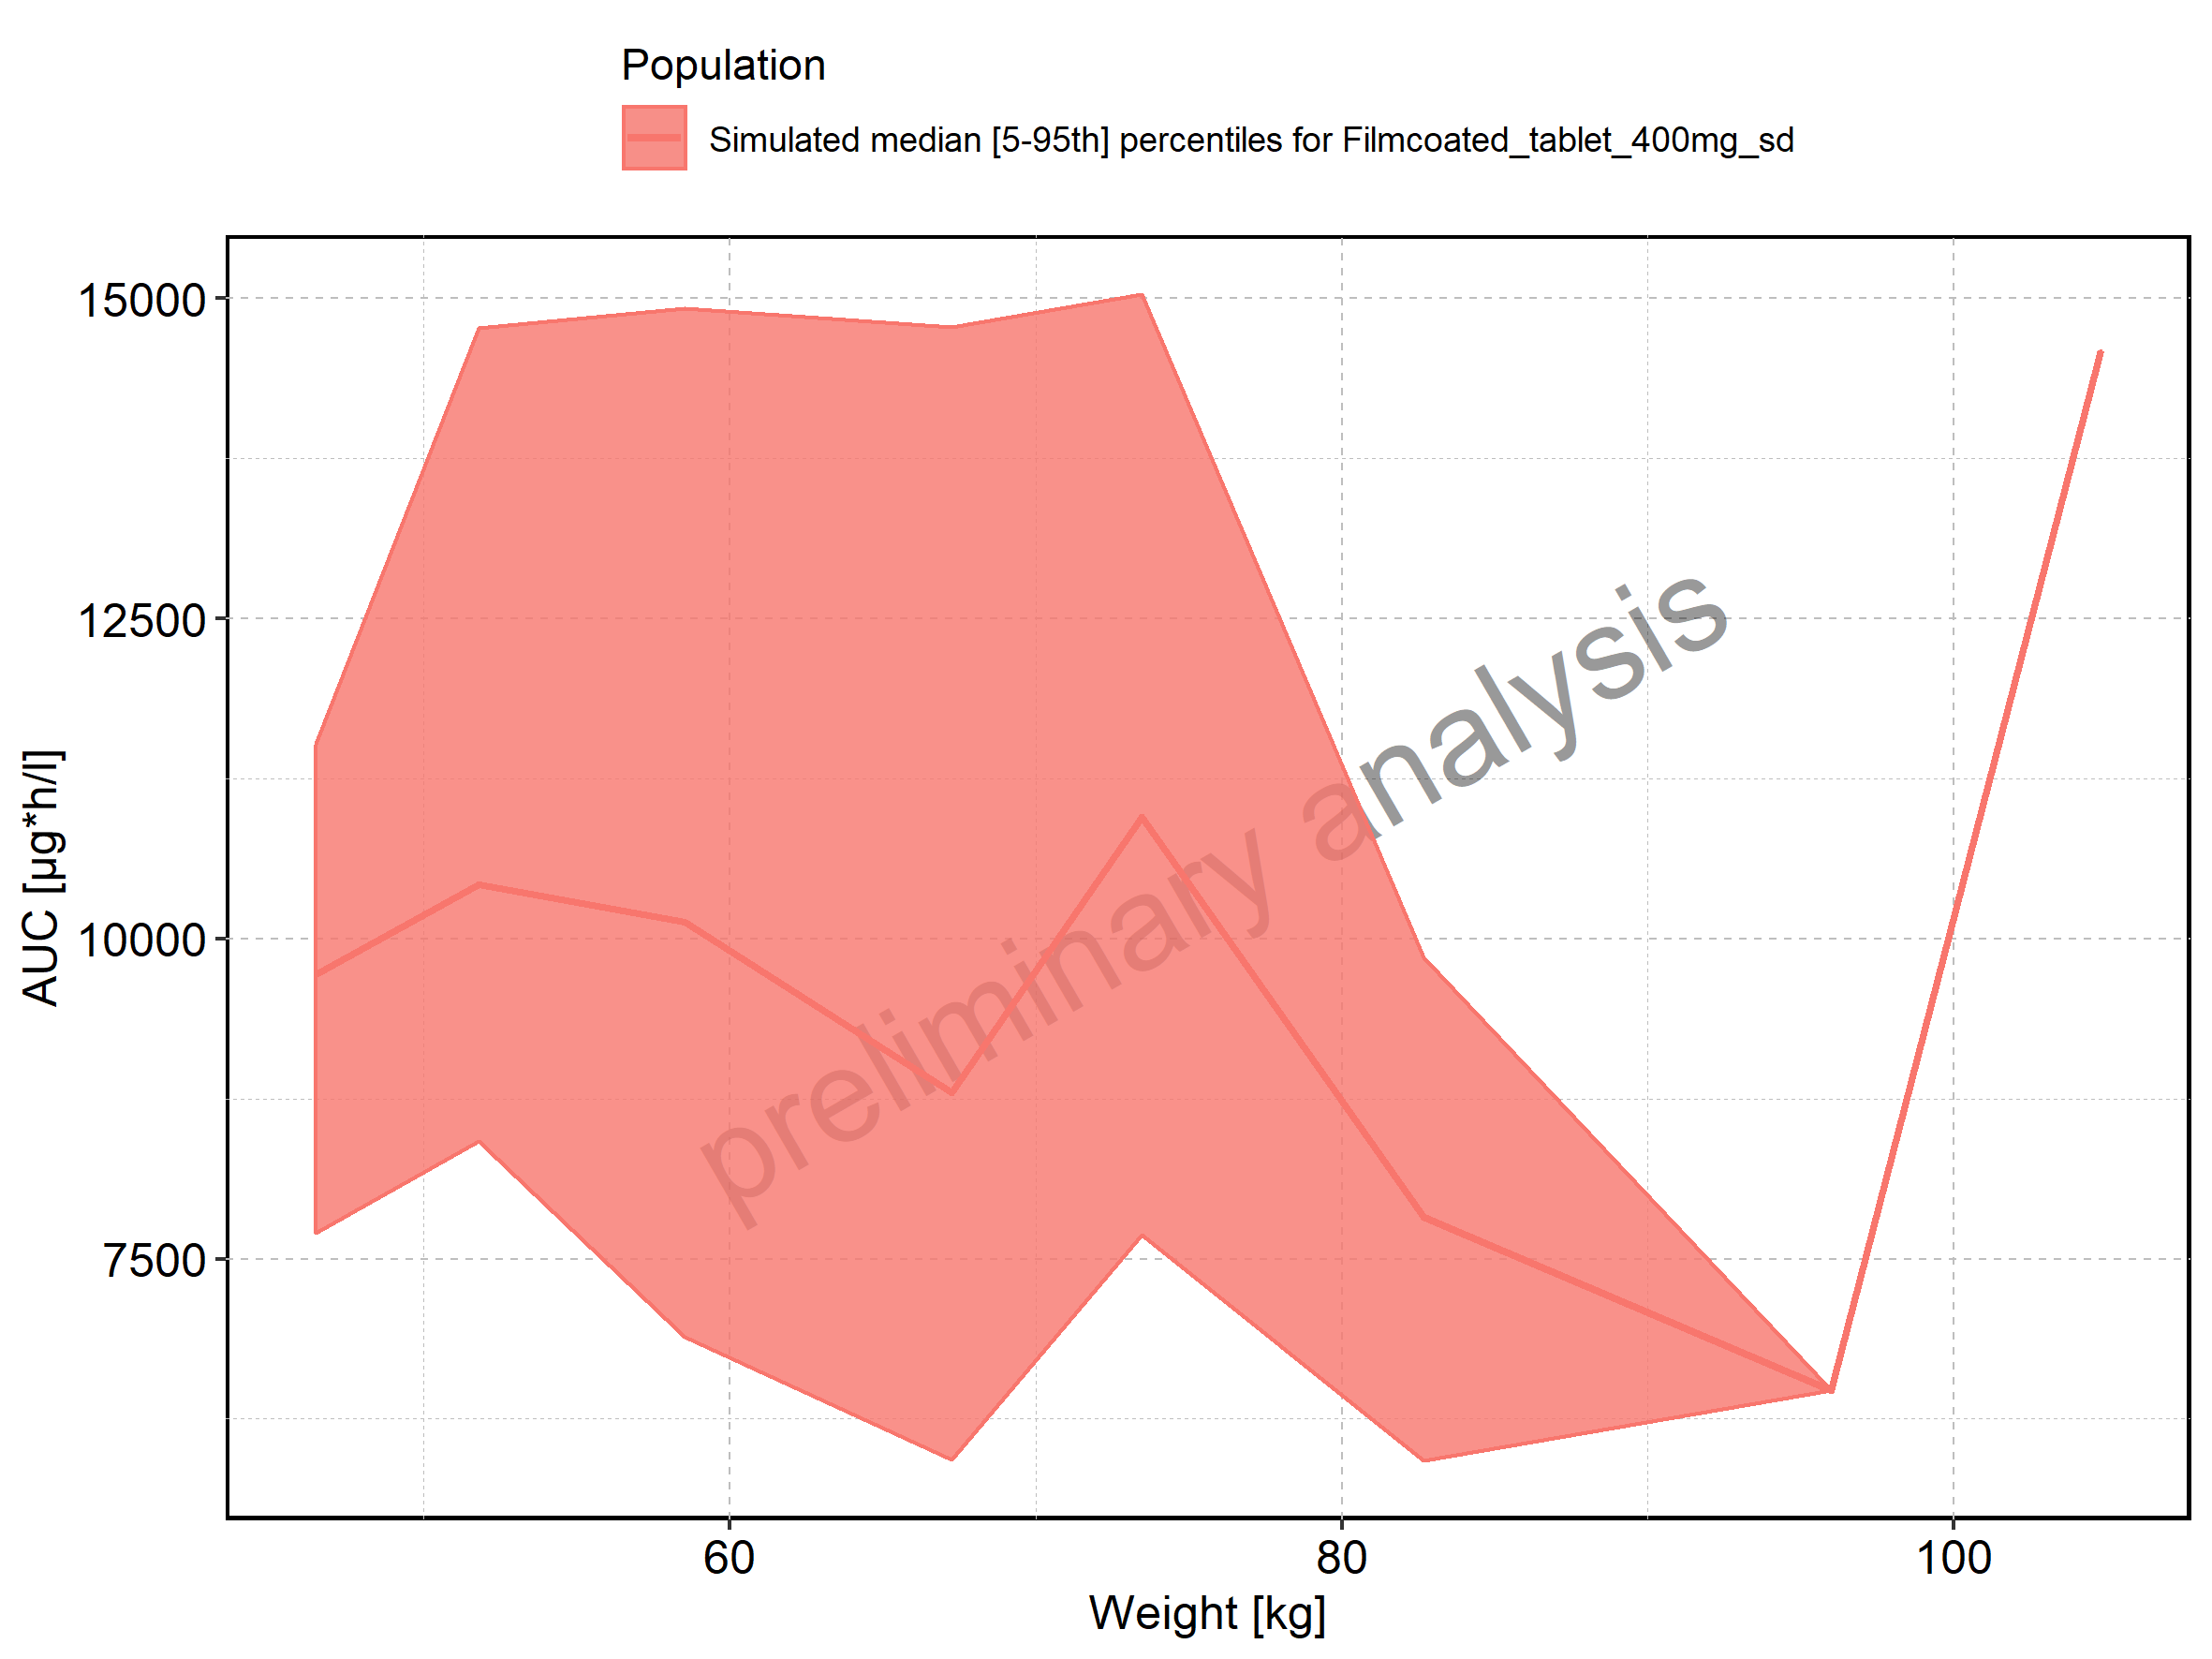 Population
Simulated median [5-95th] percentiles for Filmcoated_tablet_400mg_sd
15000
12500
10000
7500
AUC [µg*h/l]
preliminary analysis
60 80 100
Weight [kg]